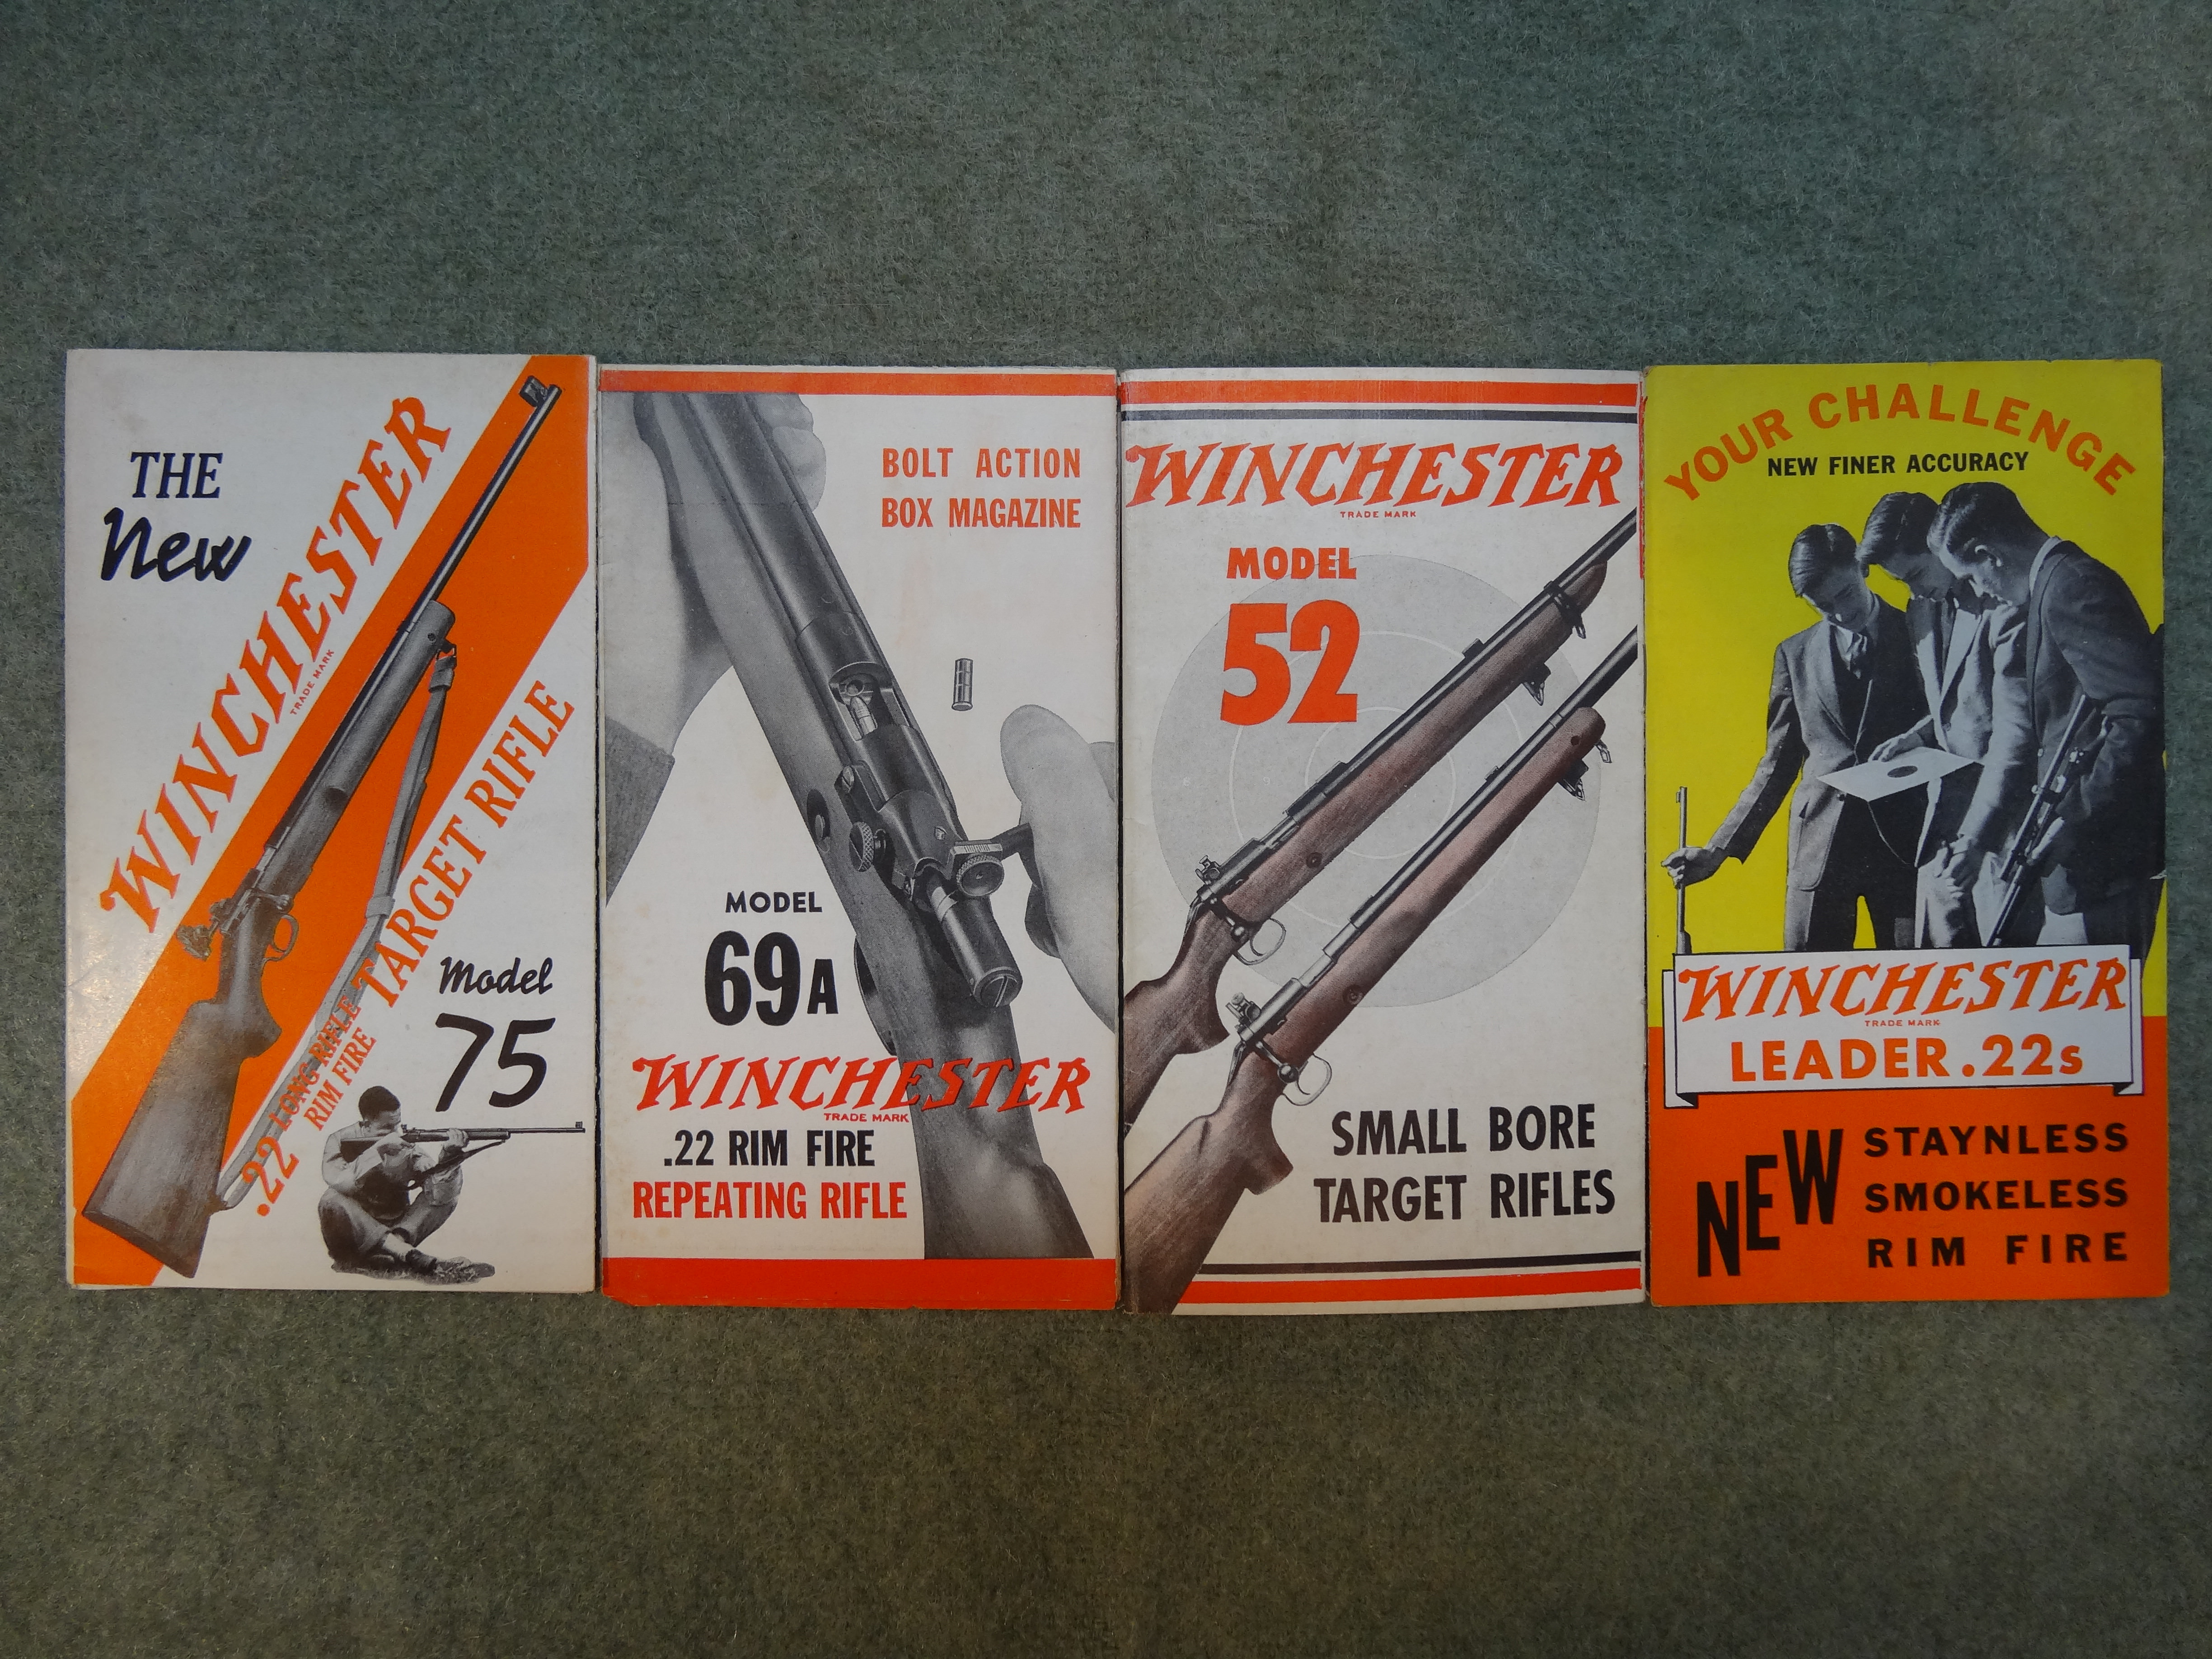 THE
New
WINCHESTER
TRADE MARK
.22 LONG RIFLE
RIM FIRE
TARGET RIFLE
Model
75
BOLT ACTION
BOX MAGAZINE
MODEL
69A
WINCHESTER
TRADE MARK
.22 RIM FIRE
REPEATING RIFLE
WINCHESTER
TRADE MARK
MODEL
52
SMALL BORE
TARGET RIFLES
YOUR CHALLENGE
NEW FINER ACCURACY
WINCHESTER
TRADE MARK
LEADER .22s
NEW
STAYNLESS
SMOKELESS
RIM FIRE